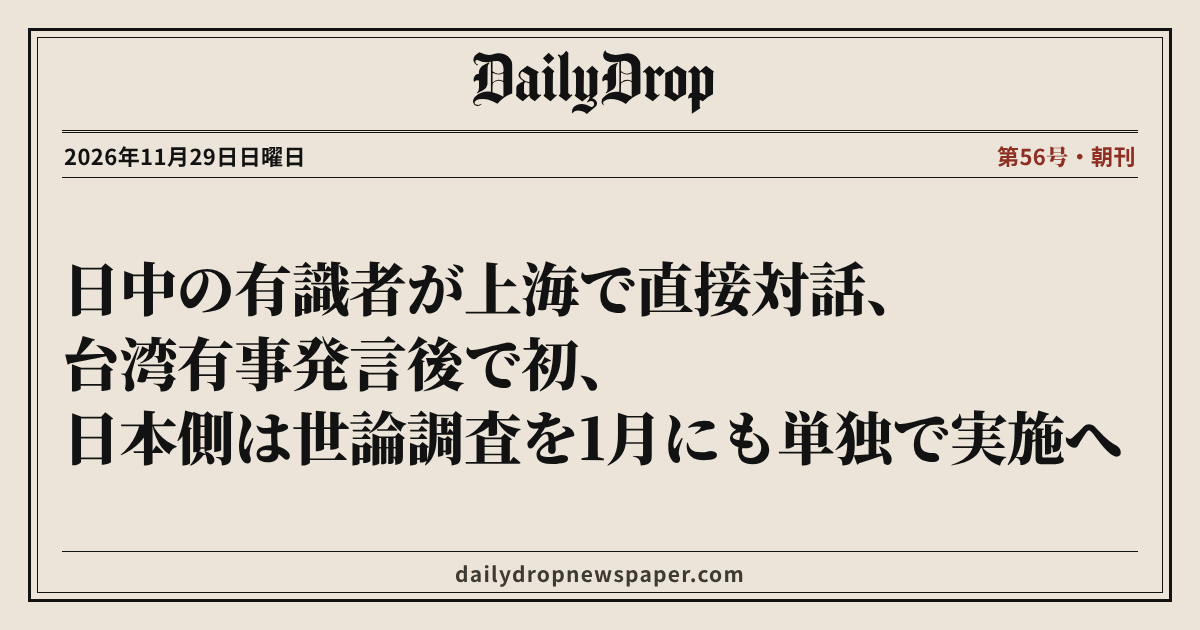 DailyDrop
2026年11月29日日曜日
第56号・朝刊
日中の有識者が上海で直接対話、
台湾有事発言後で初、
日本側は世論調査を1月にも単独で実施へ
dailydropnewspaper.com